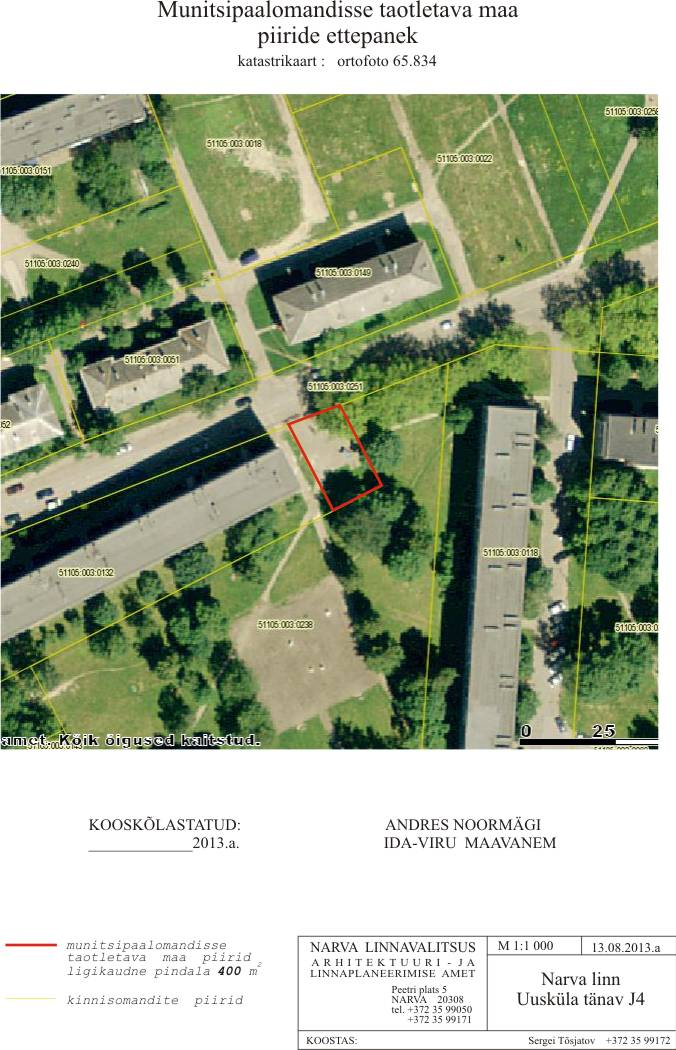 Munitsipaalomandisse taotletava maa
piiride ettepanek
katastrikaart : ortofoto 65.834
51105:003:0018
51105:003:0022
51105:003:0151
51105:003:0240
51105:003:0149
51105:003:0051
51105:003:0251
51105:003:0118
51105:003:0132
51105:003:0238
amet. Kõik õigused kaitstud.
0 25
KOOSKÕLASTATUD:
_____________2013.a.
ANDRES NOORMÄGI
IDA-VIRU MAAVANEM
munitsipaalomandisse
taotletava maa piirid
ligikaudne pindala 400 m²
kinnisomandite piirid
NARVA LINNAVALITSUS
ARHITEKTUURI - JA
LINNAPLANEERIMISE AMET
Peetri plats 5
NARVA 20308
tel. +372 35 99050
+372 35 99171
M 1:1 000
13.08.2013.a
Narva linn
Uusküla tänav J4
KOOSTAS: Sergei Tõsjatov +372 35 99172